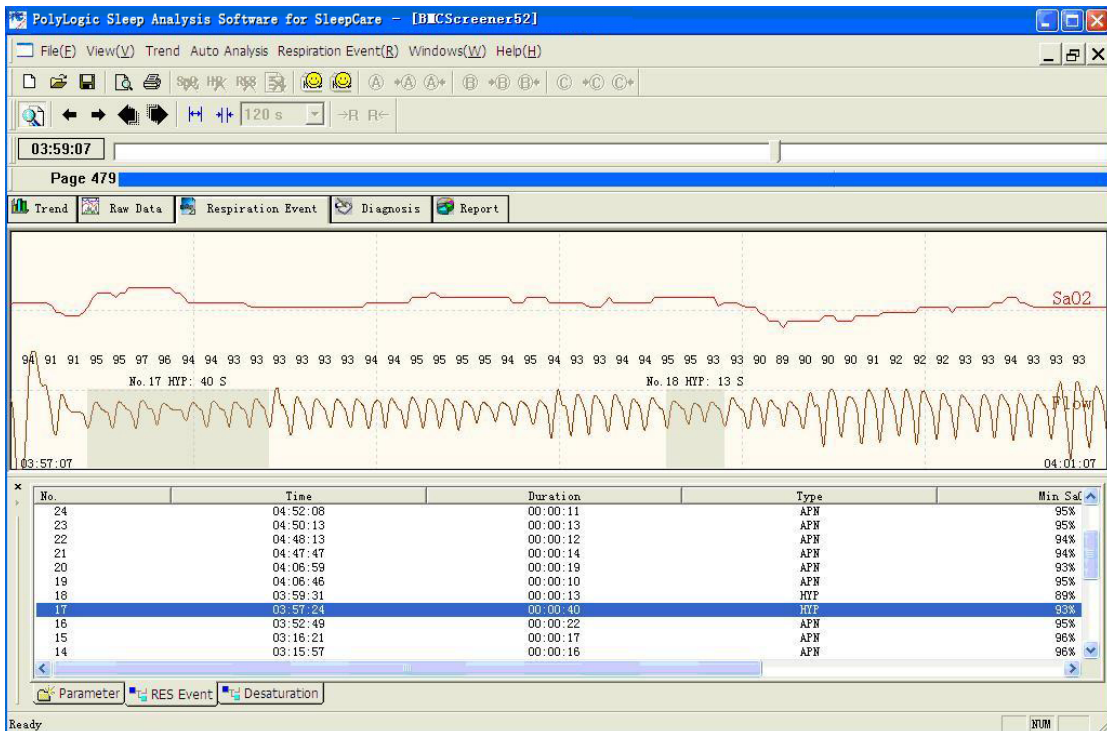 PolyLogic Sleep Analysis Software for SleepCare - [BMCScreener52]
File(F) View(V) Trend Auto Analysis Respiration Event(R) Windows(W) Help(H)
SpO2 HR RES A +A A+ B +B B+ C +C C+
120 s →R R←
03:59:07
Page 479
Trend Raw Data Respiration Event Diagnosis Report
SaO2
94 91 91 95 95 97 96 94 94 93 93 93 93 93 93 94 94 95 95 95 95 94 95 94 93 93 94 94 95 95 93 93 90 89 90 90 90 91 92 92 92 93 93 94 93 93 93
No.17 HYP: 40 S No.18 HYP: 13 S
Flow
03:57:07 04:01:07
No. Time Duration Type Min SaO
24 04:52:08 00:00:11 APN 95%
23 04:50:13 00:00:13 APN 95%
22 04:48:13 00:00:12 APN 94%
21 04:47:47 00:00:14 APN 94%
20 04:06:59 00:00:19 APN 93%
19 04:06:46 00:00:10 APN 95%
18 03:59:31 00:00:13 HYP 89%
17 03:57:24 00:00:40 HYP 93%
16 03:52:49 00:00:22 APN 95%
15 03:16:21 00:00:17 APN 96%
14 03:15:57 00:00:16 APN 96%
Parameter RES Event Desaturation
Ready NUM